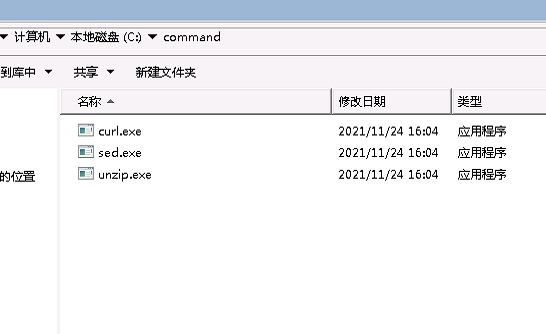 计算机 本地磁盘 (C:) command
到库中 共享 新建文件夹
名称 修改日期 类型
curl.exe 2021/11/24 16:04 应用程序
sed.exe 2021/11/24 16:04 应用程序
unzip.exe 2021/11/24 16:04 应用程序
的位置